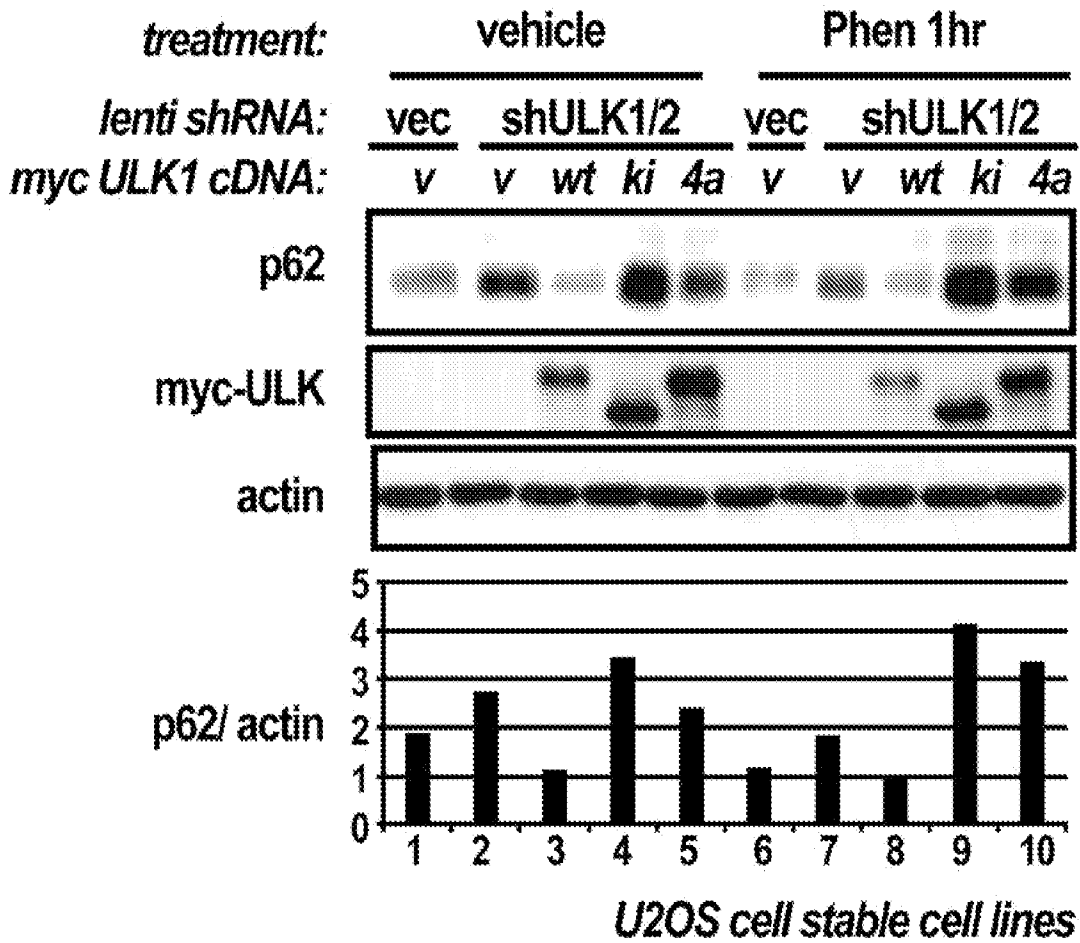 treatment: vehicle Phen 1hr
lenti shRNA: vec shULK1/2 vec shULK1/2
myc ULK1 cDNA: v v wt ki 4a v v wt ki 4a
p62
myc-ULK
actin
5
4
3
p62/ actin 2
1
0
1 2 3 4 5 6 7 8 9 10
U2OS cell stable cell lines